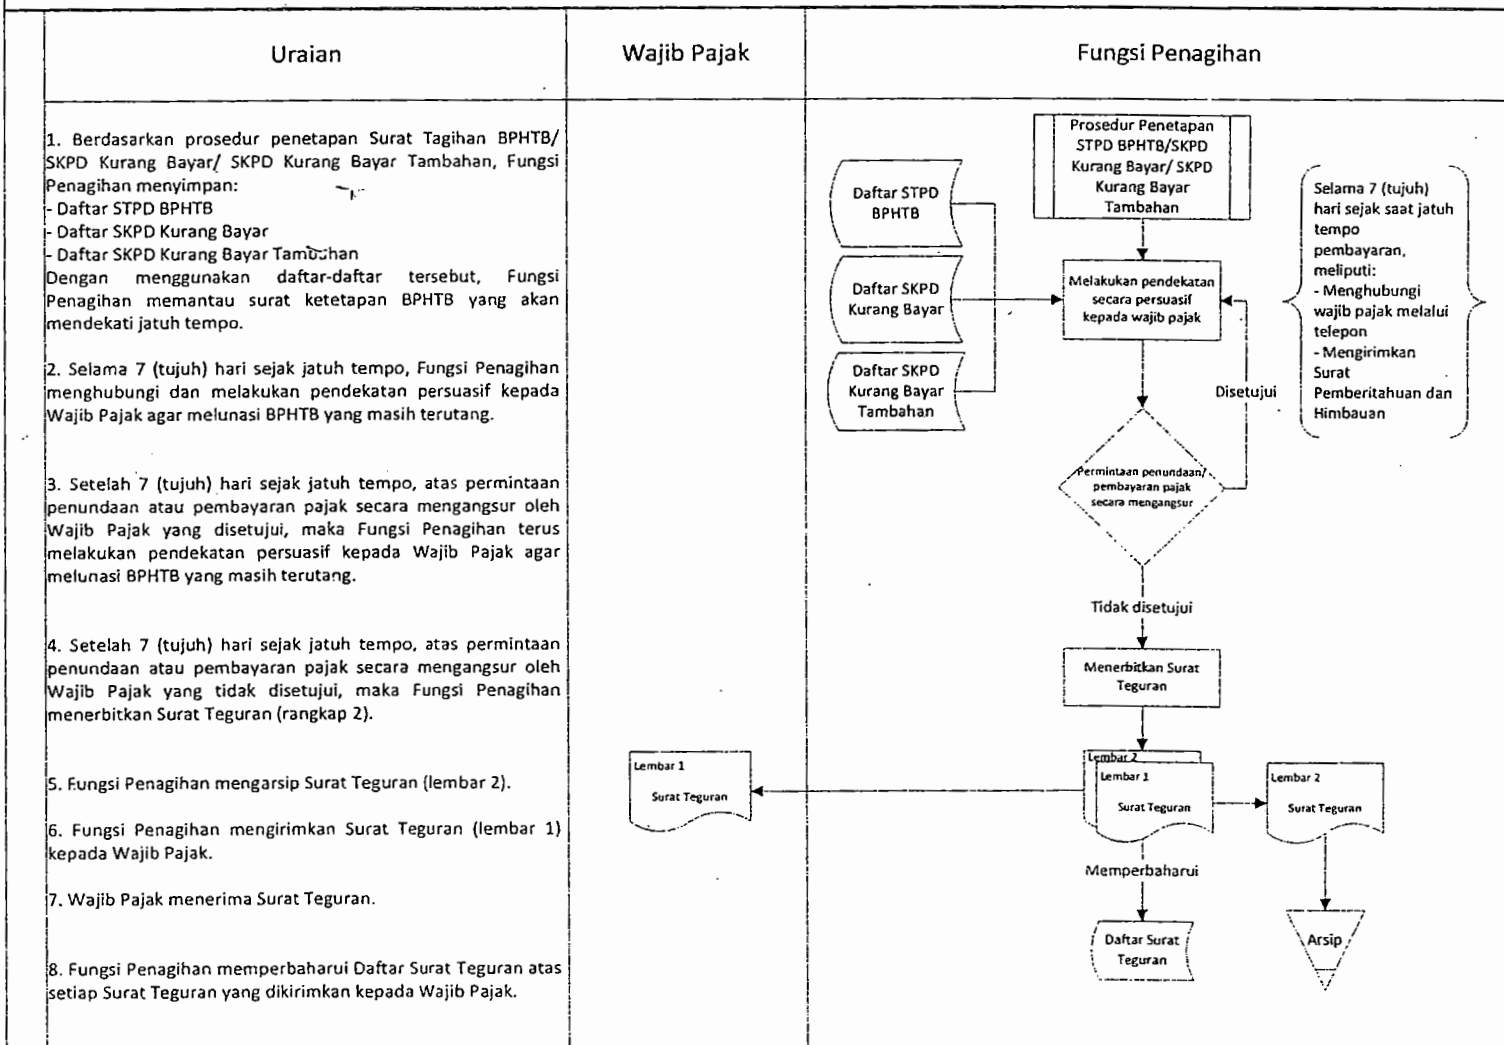 Uraian
Wajib Pajak
Fungsi Penagihan
1. Berdasarkan prosedur penetapan Surat Tagihan BPHTB/
SKPD Kurang Bayar/ SKPD Kurang Bayar Tambahan, Fungsi
Penagihan menyimpan:
- Daftar STPD BPHTB
- Daftar SKPD Kurang Bayar
- Daftar SKPD Kurang Bayar Tambahan
Dengan menggunakan daftar-daftar tersebut, Fungsi
Penagihan memantau surat ketetapan BPHTB yang akan
mendekati jatuh tempo.
2. Selama 7 (tujuh) hari sejak jatuh tempo, Fungsi Penagihan
menghubungi dan melakukan pendekatan persuasif kepada
Wajib Pajak agar melunasi BPHTB yang masih terutang.
3. Setelah 7 (tujuh) hari sejak jatuh tempo, atas permintaan
penundaan atau pembayaran pajak secara mengangsur oleh
Wajib Pajak yang disetujui, maka Fungsi Penagihan terus
melakukan pendekatan persuasif kepada Wajib Pajak agar
melunasi BPHTB yang masih terutang.
4. Setelah 7 (tujuh) hari sejak jatuh tempo, atas permintaan
penundaan atau pembayaran pajak secara mengangsur oleh
Wajib Pajak yang tidak disetujui, maka Fungsi Penagihan
menerbitkan Surat Teguran (rangkap 2).
5. Fungsi Penagihan mengarsip Surat Teguran (lembar 2).
6. Fungsi Penagihan mengirimkan Surat Teguran (lembar 1)
kepada Wajib Pajak.
7. Wajib Pajak menerima Surat Teguran.
8. Fungsi Penagihan memperbaharui Daftar Surat Teguran atas
setiap Surat Teguran yang dikirimkan kepada Wajib Pajak.
Lembar 1
Surat Teguran
Prosedur Penetapan
STPD BPHTB/SKPD
Kurang Bayar/ SKPD
Kurang Bayar
Tambahan
Daftar STPD
BPHTB
Daftar SKPD
Kurang Bayar
Daftar SKPD
Kurang Bayar
Tambahan
Melakukan pendekatan
secara persuasif
kepada wajib pajak
Selama 7 (tujuh)
hari sejak saat jatuh
tempo
pembayaran,
meliputi:
- Menghubungi
wajib pajak melalui
telepon
- Mengirimkan
Surat
Pemberitahuan dan
Himbauan
Disetujui
Permintaan penundaan/
pembayaran pajak
secara mengangsur
Tidak disetujui
Menerbitkan Surat
Teguran
Lembar 2
Lembar 1
Surat Teguran
Lembar 2
Surat Teguran
Memperbaharui
Daftar Surat
Teguran
Arsip